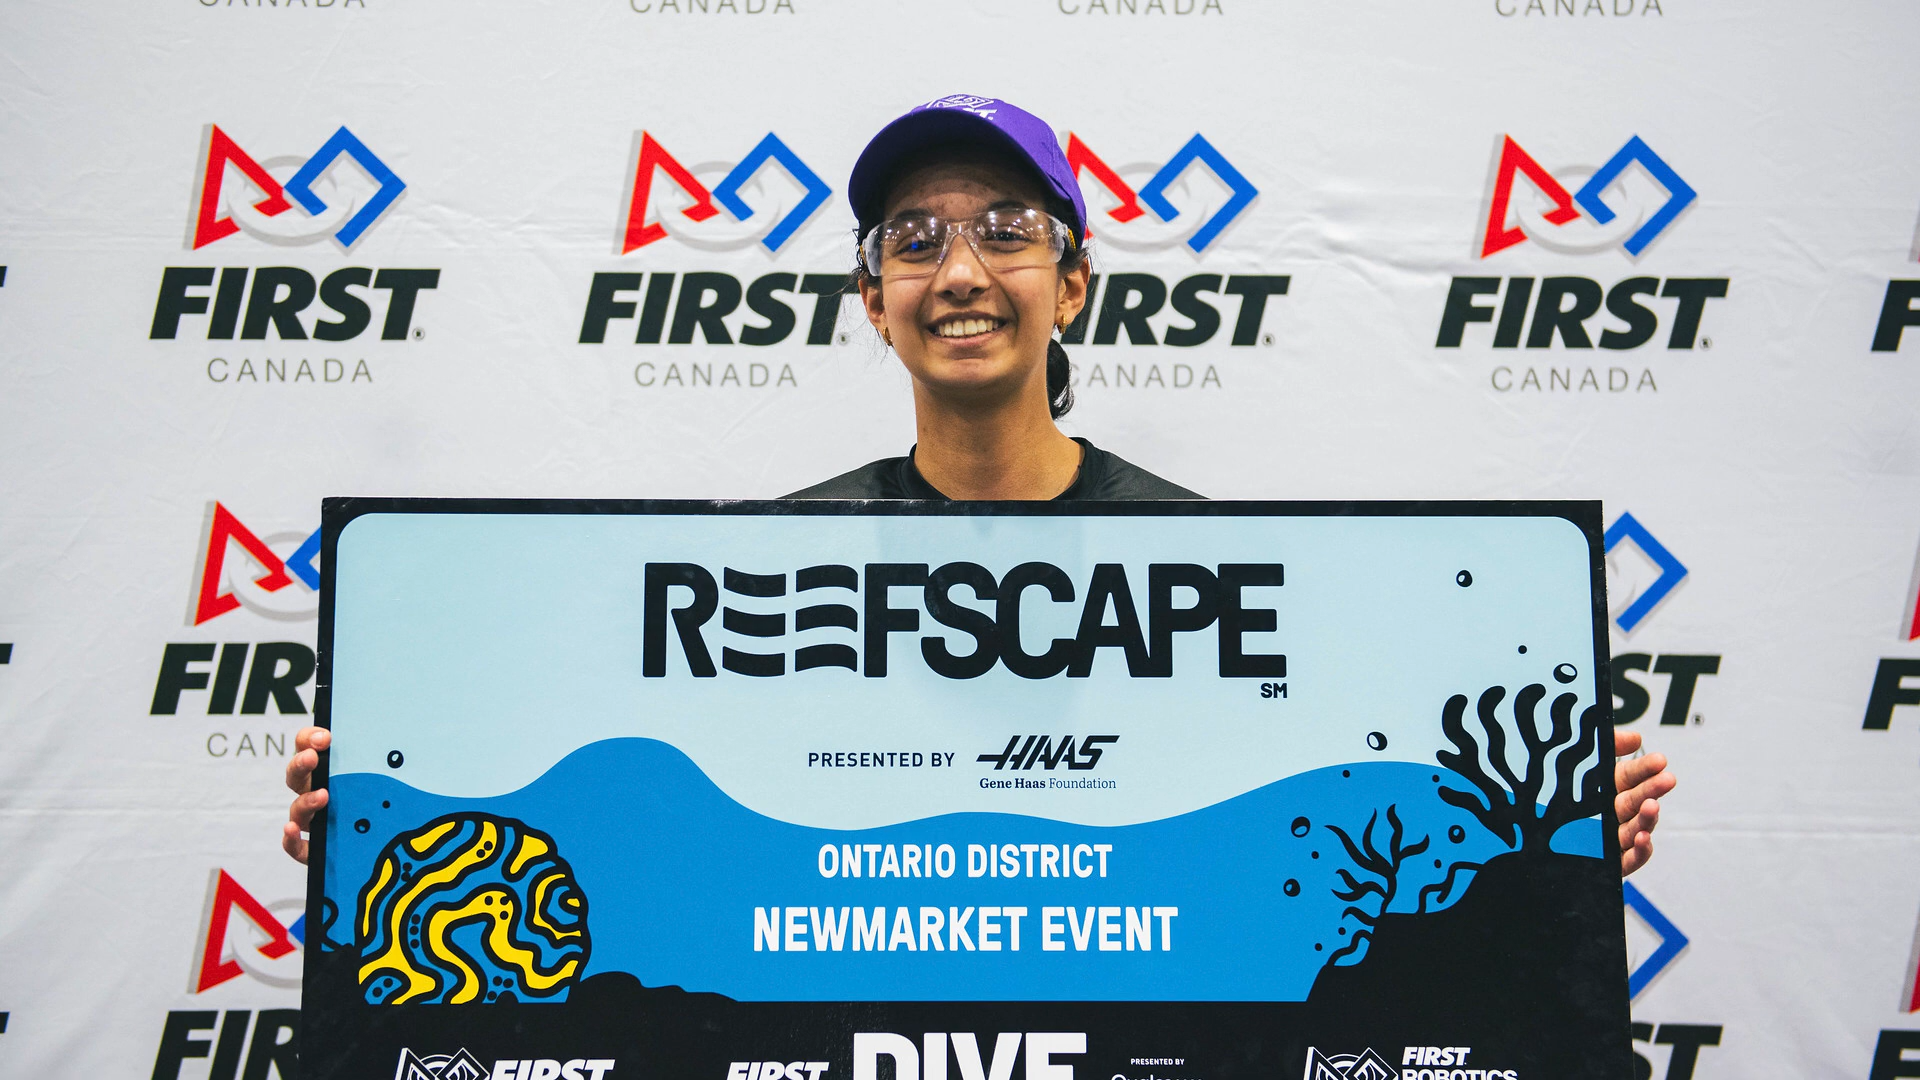 CANADA
CANADA
CANADA
CANADA
FIRST
CANADA
FIRST
CANADA
FIRST
CANADA
FIRST
CANADA
REEFSCAPE
SM
PRESENTED BY
HAAS
Gene Haas Foundation
ONTARIO DISTRICT
NEWMARKET EVENT
FIRST
FIRST
DIVE
PRESENTED BY
Qualcomm
FIRST
ROBOTICS